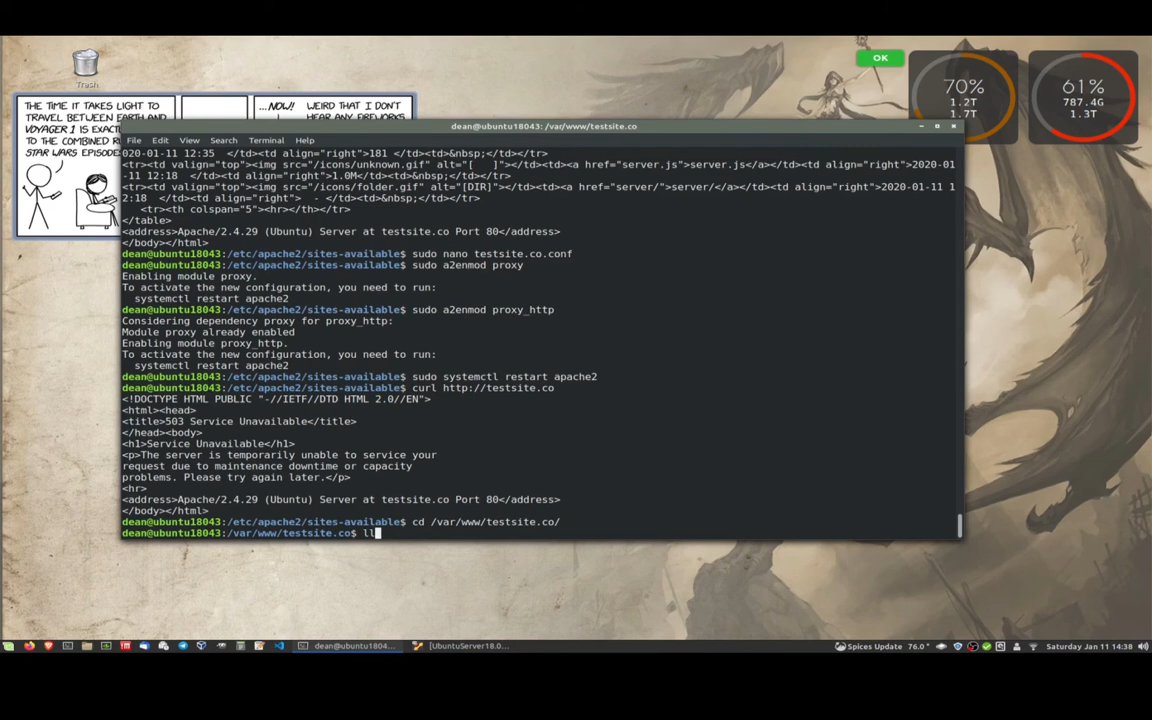 Trash
OK
70%
1.2T
1.7T
61%
787.4G
1.3T
THE TIME IT TAKES LIGHT TO
TRAVEL BETWEEN EARTH AND
VOYAGER 1 IS EXAC
TO THE COMBINED R
STAR WARS EPISODE
...NOW!! WEIRD THAT I DON'T
HEAR ANY FIREWORKS
dean@ubuntu18043: /var/www/testsite.co
File Edit View Search Terminal Help
020-01-11 12:35  </td><td align="right">181 </td><td>&nbsp;</td></tr>
<tr><td valign="top"><img src="/icons/unknown.gif" alt="[   ]"></td><td><a href="server.js">server.js</a></td><td align="right">2020-01
-11 12:18  </td><td align="right">1.0M</td><td>&nbsp;</td></tr>
<tr><td valign="top"><img src="/icons/folder.gif" alt="[DIR]"></td><td><a href="server/">server/</a></td><td align="right">2020-01-11 1
2:18  </td><td align="right">  - </td><td>&nbsp;</td></tr>
<tr><th colspan="5"><hr></th></tr>
</table>
<address>Apache/2.4.29 (Ubuntu) Server at testsite.co Port 80</address>
</body></html>
dean@ubuntu18043:/etc/apache2/sites-available$ sudo nano testsite.co.conf
dean@ubuntu18043:/etc/apache2/sites-available$ sudo a2enmod proxy
Enabling module proxy.
To activate the new configuration, you need to run:
systemctl restart apache2
dean@ubuntu18043:/etc/apache2/sites-available$ sudo a2enmod proxy_http
Considering dependency proxy for proxy_http:
Module proxy already enabled
Enabling module proxy_http.
To activate the new configuration, you need to run:
systemctl restart apache2
dean@ubuntu18043:/etc/apache2/sites-available$ sudo systemctl restart apache2
dean@ubuntu18043:/etc/apache2/sites-available$ curl http://testsite.co
<!DOCTYPE HTML PUBLIC "-//IETF//DTD HTML 2.0//EN">
<html><head>
<title>503 Service Unavailable</title>
</head><body>
<h1>Service Unavailable</h1>
<p>The server is temporarily unable to service your
request due to maintenance downtime or capacity
problems. Please try again later.</p>
<hr>
<address>Apache/2.4.29 (Ubuntu) Server at testsite.co Port 80</address>
</body></html>
dean@ubuntu18043:/etc/apache2/sites-available$ cd /var/www/testsite.co/
dean@ubuntu18043:/var/www/testsite.co$ ll
dean@ubuntu1804...
[UbuntuServer18.0...
Spices Update 76.0° Saturday Jan 11 14:38